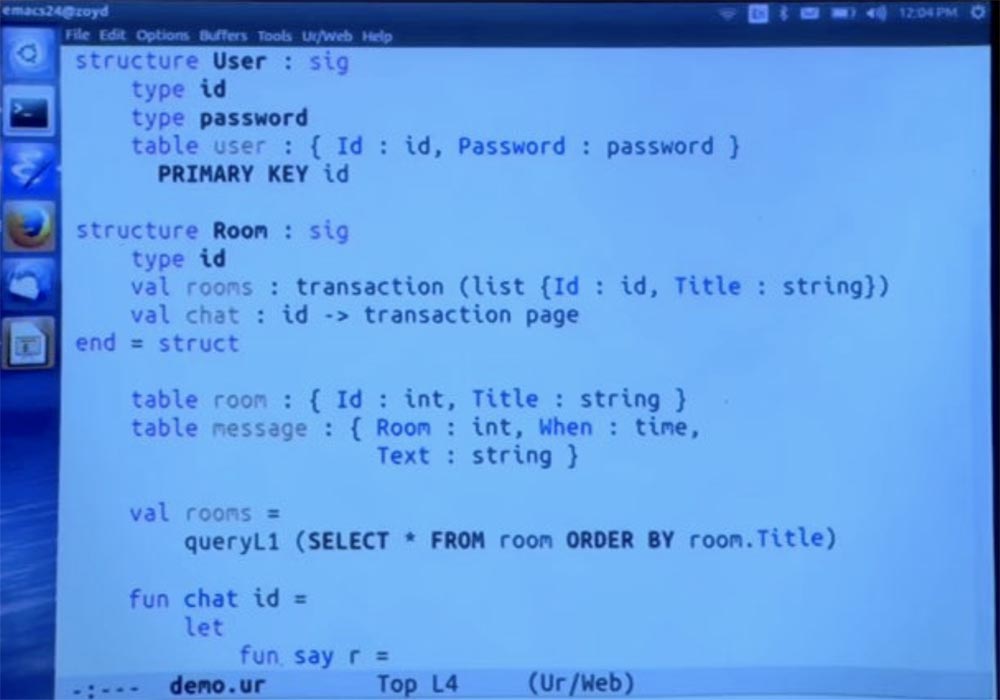 emacs24@zoyd
12:04 PM
File Edit Options Buffers Tools Ur/Web Help
structure User : sig
type id
type password
table user : { Id : id, Password : password }
PRIMARY KEY id
structure Room : sig
type id
val rooms : transaction (list {Id : id, Title : string})
val chat : id -> transaction page
end = struct
table room : { Id : int, Title : string }
table message : { Room : int, When : time,
Text : string }
val rooms =
queryL1 (SELECT * FROM room ORDER BY room.Title)
fun chat id =
let
fun say r =
-:--- demo.ur Top L4 (Ur/Web)